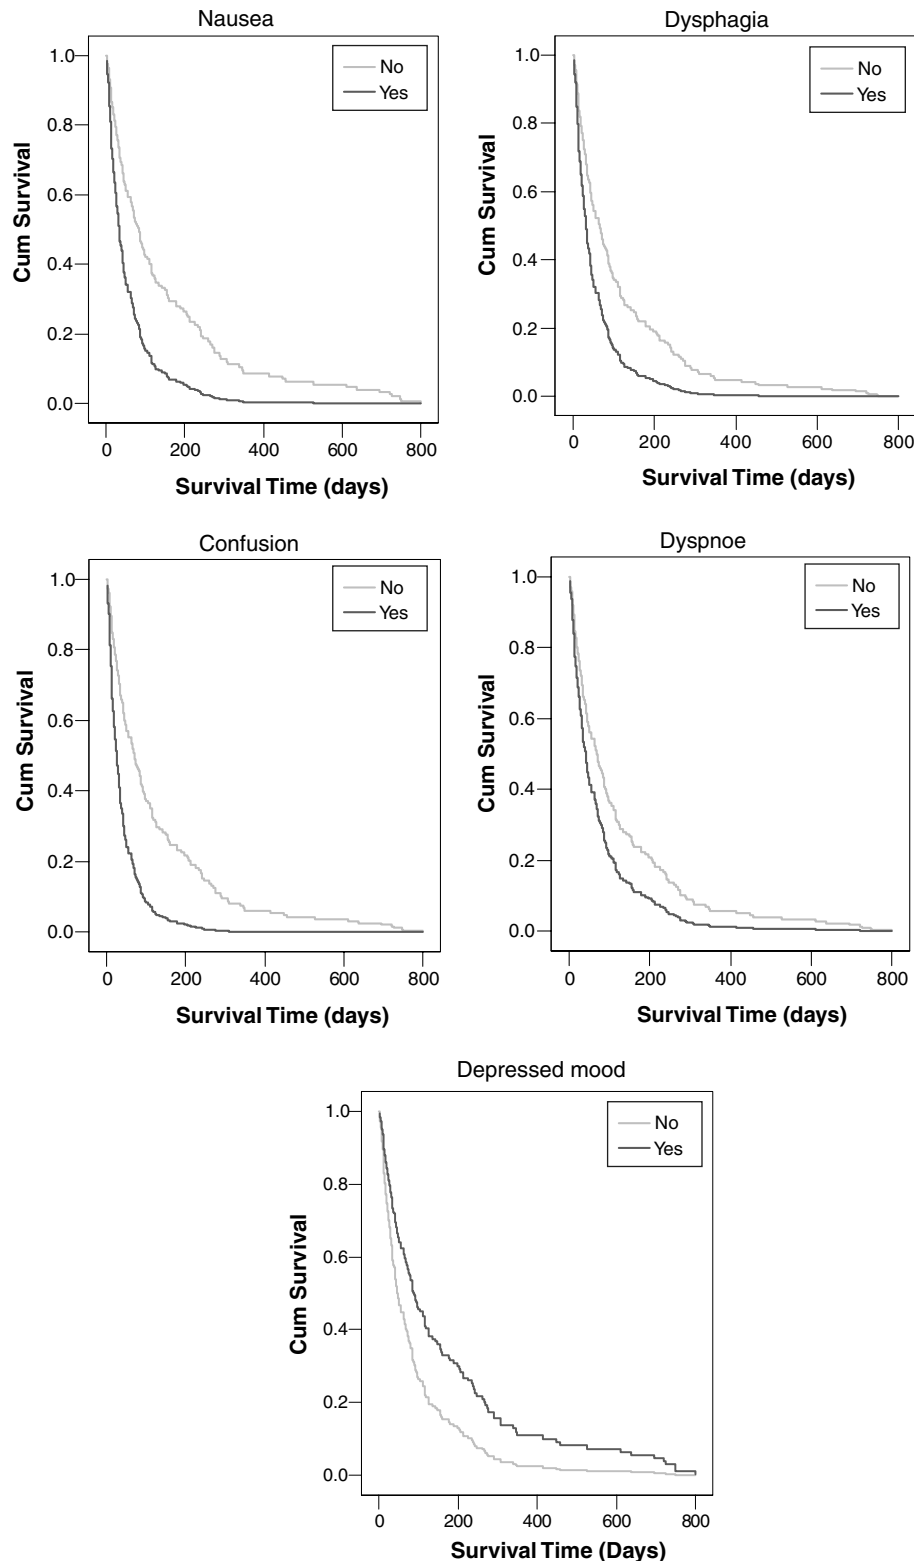 Nausea
1.0
0.8
0.6
0.4
0.2
0.0
Cum Survival
No
Yes
0 200 400 600 800
Survival Time (days)
Dysphagia
1.0
0.8
0.6
0.4
0.2
0.0
Cum Survival
No
Yes
0 200 400 600 800
Survival Time (days)
Confusion
1.0
0.8
0.6
0.4
0.2
0.0
Cum Survival
No
Yes
0 200 400 600 800
Survival Time (days)
Dyspnoe
1.0
0.8
0.6
0.4
0.2
0.0
Cum Survival
No
Yes
0 200 400 600 800
Survival Time (days)
Depressed mood
1.0
0.8
0.6
0.4
0.2
0.0
Cum Survival
No
Yes
0 200 400 600 800
Survival Time (Days)